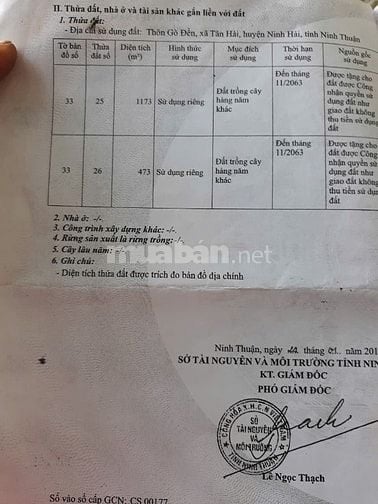 II. Thửa đất, nhà ở và tài sản khác gắn liền với đất
1. Thửa đất:
- Địa chỉ sử dụng đất: Thôn Gò Đền, xã Tân Hải, huyện Ninh Hải, tỉnh Ninh Thuận
Tờ bản đồ số | Thửa đất số | Diện tích (m²) | Hình thức sử dụng | Mục đích sử dụng | Thời hạn sử dụng | Nguồn gốc sử dụng
33 | 25 | 1173 | Sử dụng riêng | Đất trồng cây hàng năm khác | Đến tháng 11/2063 | Được tặng cho đất được Công nhận quyền sử dụng đất như giao đất không thu tiền sử dụng đất
33 | 26 | 473 | Sử dụng riêng | Đất trồng cây hàng năm khác | Đến tháng 11/2063 | Được tặng cho đất được Công nhận quyền sử dụng đất như giao đất không thu tiền sử dụng đất
2. Nhà ở: -/-.
3. Công trình xây dựng khác: -/-.
4. Rừng sản xuất là rừng trồng: -/-.
5. Cây lâu năm: -/-.
6. Ghi chú:
- Diện tích thửa đất được trích đo bản đồ địa chính
muaban.net
Ninh Thuận, ngày tháng 01 năm 201
SỞ TÀI NGUYÊN VÀ MÔI TRƯỜNG TỈNH NIN
KT. GIÁM ĐỐC
PHÓ GIÁM ĐỐC
CỘNG HÒA X.H.C.N VIỆT NAM
SỞ
TÀI NGUYÊN
VÀ
MÔI TRƯỜNG
TỈNH NINH THUẬN
Lê Ngọc Thạch
Số vào sổ cấp GCN: CS 00177